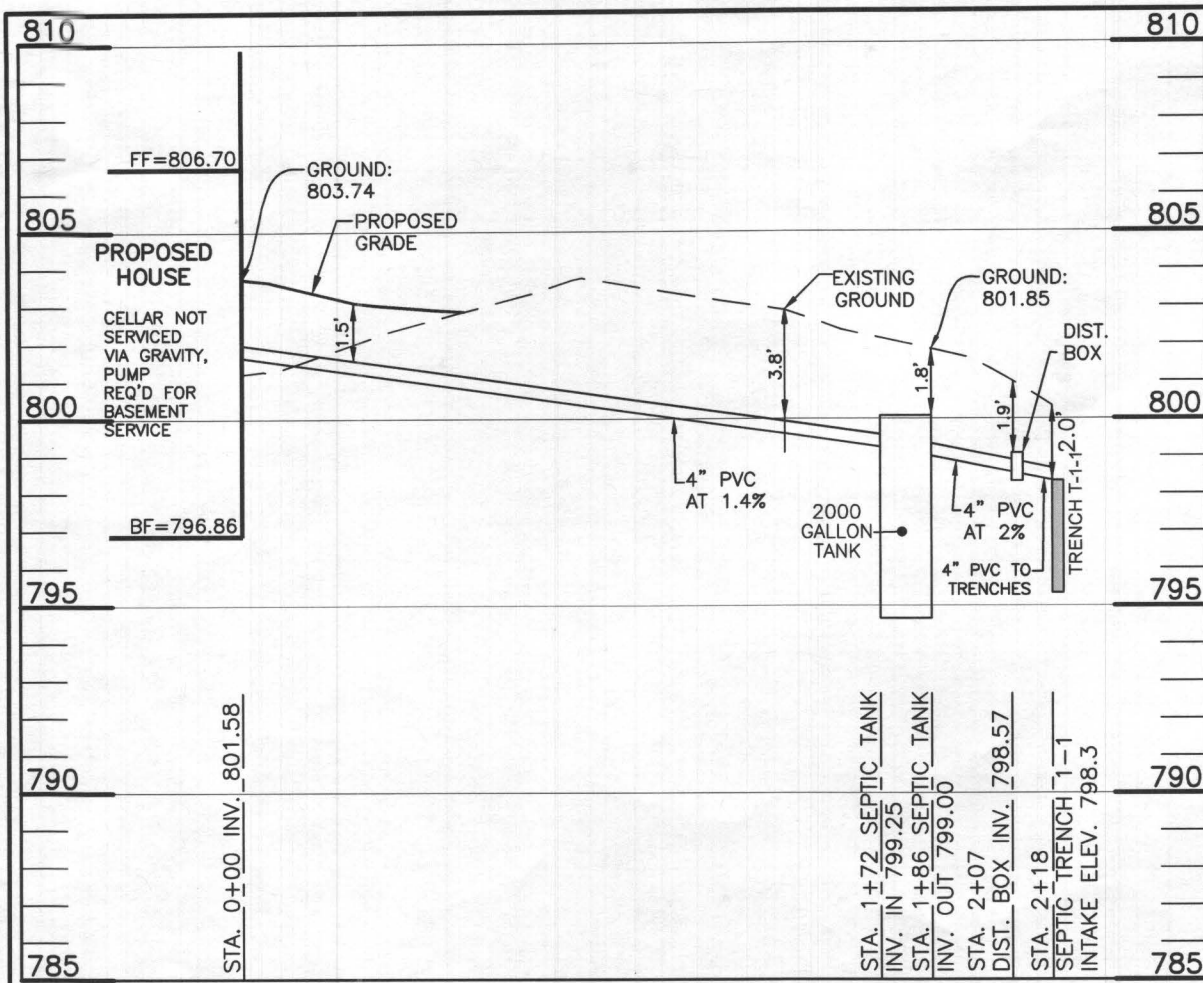 810
810
FF=806.70
GROUND:
803.74
PROPOSED
GRADE
805
805
PROPOSED
HOUSE
EXISTING
GROUND
GROUND:
801.85
CELLAR NOT
SERVICED
VIA GRAVITY,
PUMP
REQ'D FOR
BASEMENT
SERVICE
1.5'
3.8'
1.8'
DIST.
BOX
1.9'
2.0'
800
800
4" PVC
AT 1.4%
2000
GALLON
TANK
4" PVC
AT 2%
4" PVC TO
TRENCHES
TRENCH T-1-1
BF=796.86
795
795
790
790
STA. 0+00 INV. 801.58
STA. 1+72 SEPTIC TANK
INV. IN 799.25
STA. 1+86 SEPTIC TANK
INV. OUT 799.00
STA. 2+07
DIST. BOX INV. 798.57
STA. 2+18
SEPTIC TRENCH 1-1
INTAKE ELEV. 798.3
785
785